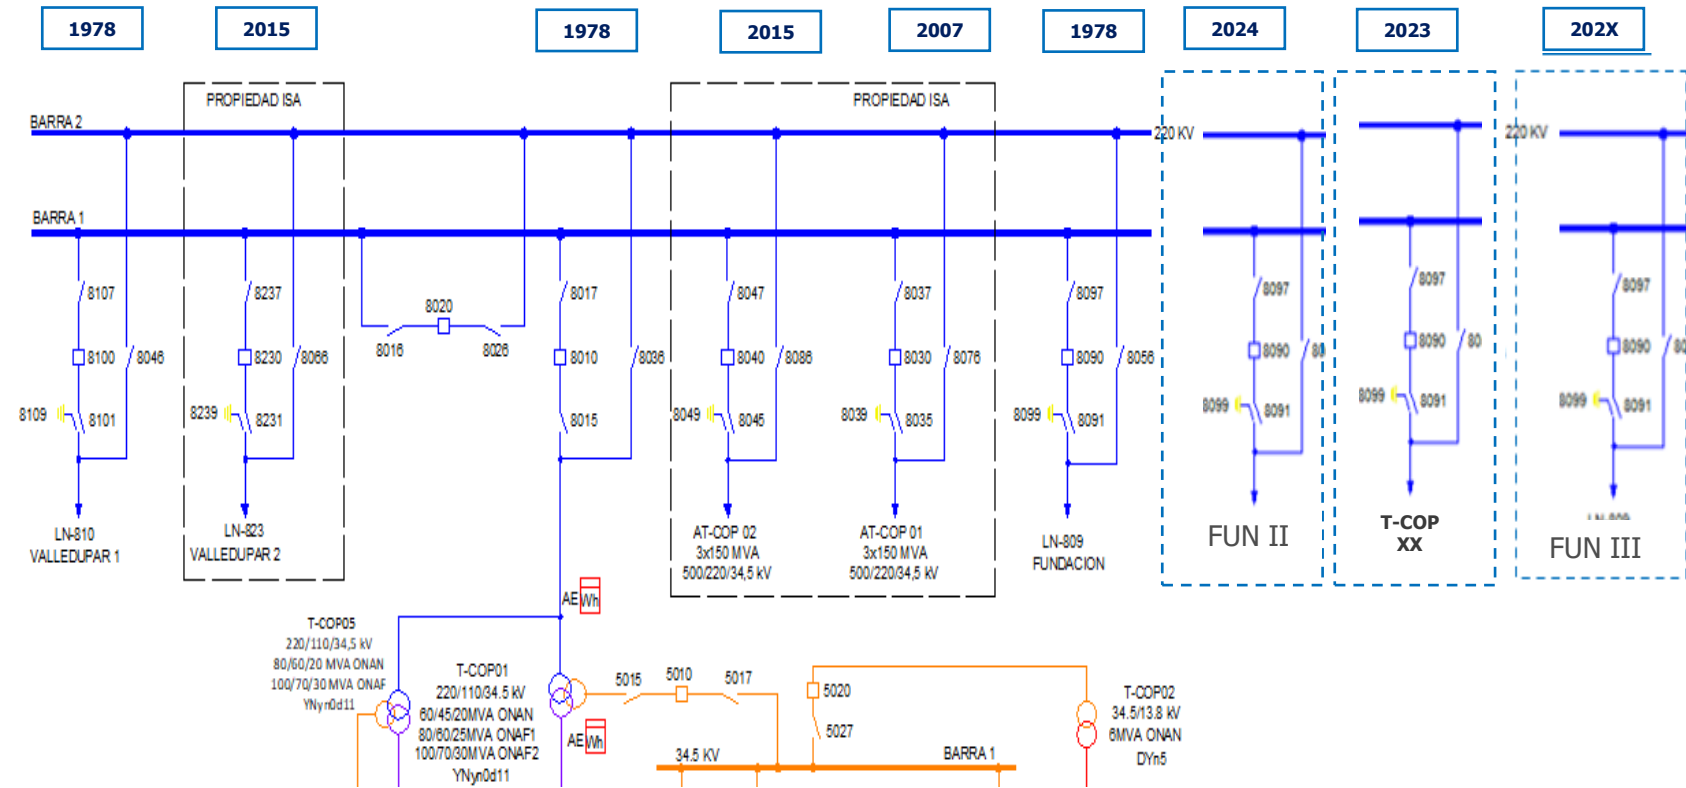 1978
2015
1978
2015
2007
1978
2024
2023
202X
PROPIEDAD ISA
PROPIEDAD ISA
BARRA 2
220 KV
220 KV
BARRA 1
8107
8237
8017
8047
8037
8097
8097
8097
8097
8020
8016
8026
8100
8046
8230
8066
8010
8036
8040
8086
8030
8076
8090
8056
8090
80
8090
80
8090
80
8109
8101
8239
8231
8015
8049
8045
8039
8035
8099
8091
8099
8091
8099
8091
8099
8091
LN-810
VALLEDUPAR 1
LN-823
VALLEDUPAR 2
AT-COP 02
3x150 MVA
500/220/34,5 kV
AT-COP 01
3x150 MVA
500/220/34,5 kV
LN-809
FUNDACION
FUN II
T-COP
XX
FUN III
AE Wh
T-COP05
220/110/34,5 kV
80/60/20 MVA ONAN
100/70/30 MVA ONAF
YNyn0d11
T-COP01
220/110/34.5 kV
60/45/20MVA ONAN
80/60/25MVA ONAF1
100/70/30MVA ONAF2
YNyn0d11
AE Wh
5015
5010
5017
5020
5027
T-COP02
34.5/13.8 kV
6MVA ONAN
DYn5
34.5 KV
BARRA 1